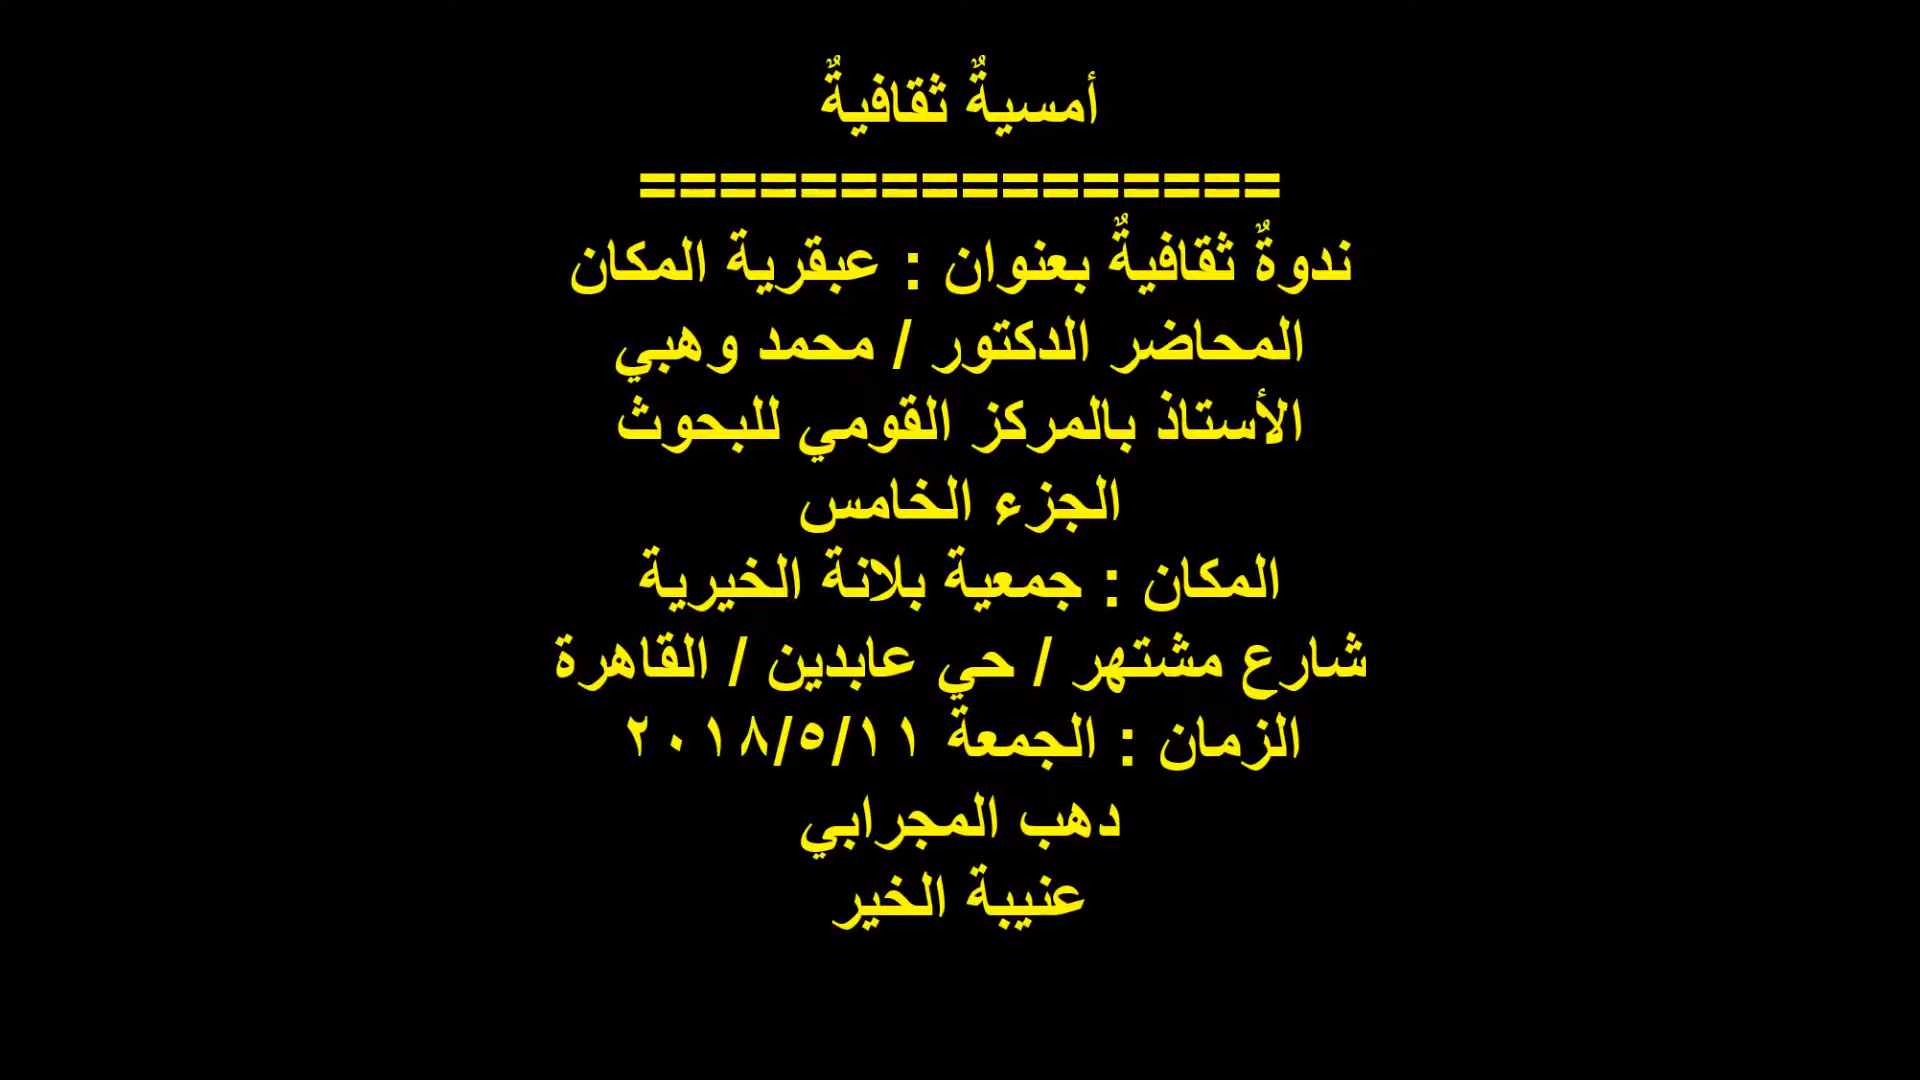 أمسيةٌ ثقافيةٌ
================
ندوةٌ ثقافيةٌ بعنوان : عبقرية المكان
المحاضر الدكتور / محمد وهبي
الأستاذ بالمركز القومي للبحوث
الجزء الخامس
المكان : جمعية بلانة الخيرية
شارع مشتهر / حي عابدين / القاهرة
الزمان : الجمعة ٢٠١٨/٥/١١
دهب المجرابي
عنيبة الخير